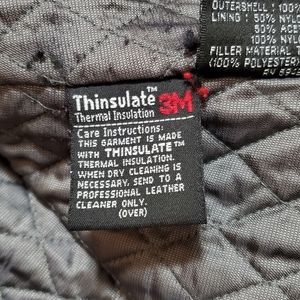 OUTERSHELL : 100%
LINING : 50% NYL
50% ACE
100% NYL
FILLER MATERIAL
(100% POLYESTER)
Thinsulate™
Thermal Insulation
3M
Care Instructions:
THIS GARMENT IS MADE
WITH THINSULATE™
THERMAL INSULATION.
WHEN DRY CLEANING IS
NECESSARY, SEND TO A
PROFESSIONAL LEATHER
CLEANER ONLY.
(OVER)